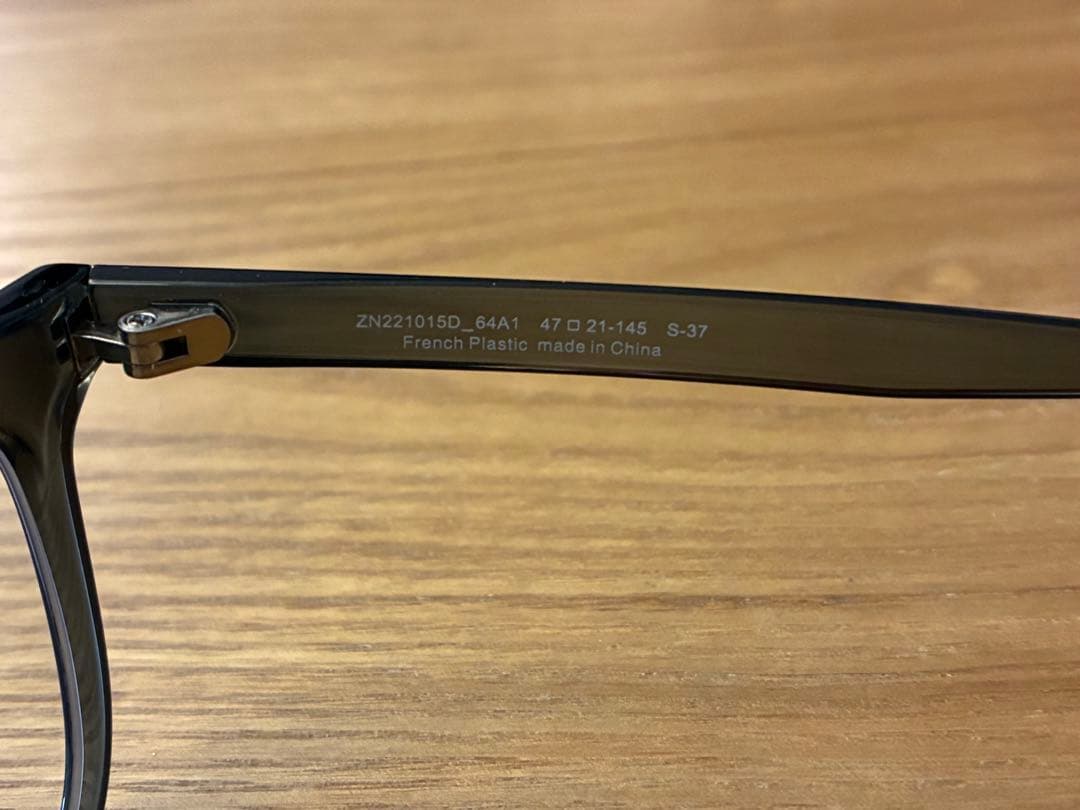 ZN221015D_64A1 47□21-145 S-37
French Plastic made in China